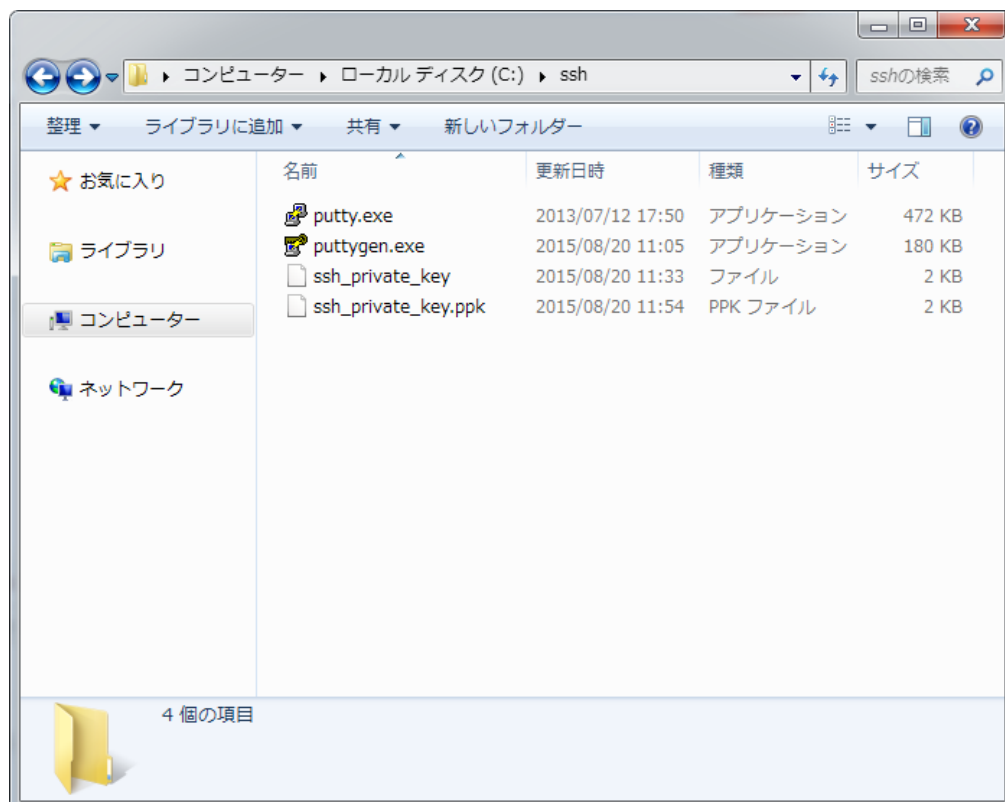 コンピューター ▸ ローカル ディスク (C:) ▸ ssh
sshの検索
整理 ライブラリに追加 共有 新しいフォルダー
お気に入り
ライブラリ
コンピューター
ネットワーク
名前 更新日時 種類 サイズ
putty.exe 2013/07/12 17:50 アプリケーション 472 KB
puttygen.exe 2015/08/20 11:05 アプリケーション 180 KB
ssh_private_key 2015/08/20 11:33 ファイル 2 KB
ssh_private_key.ppk 2015/08/20 11:54 PPK ファイル 2 KB
4 個の項目